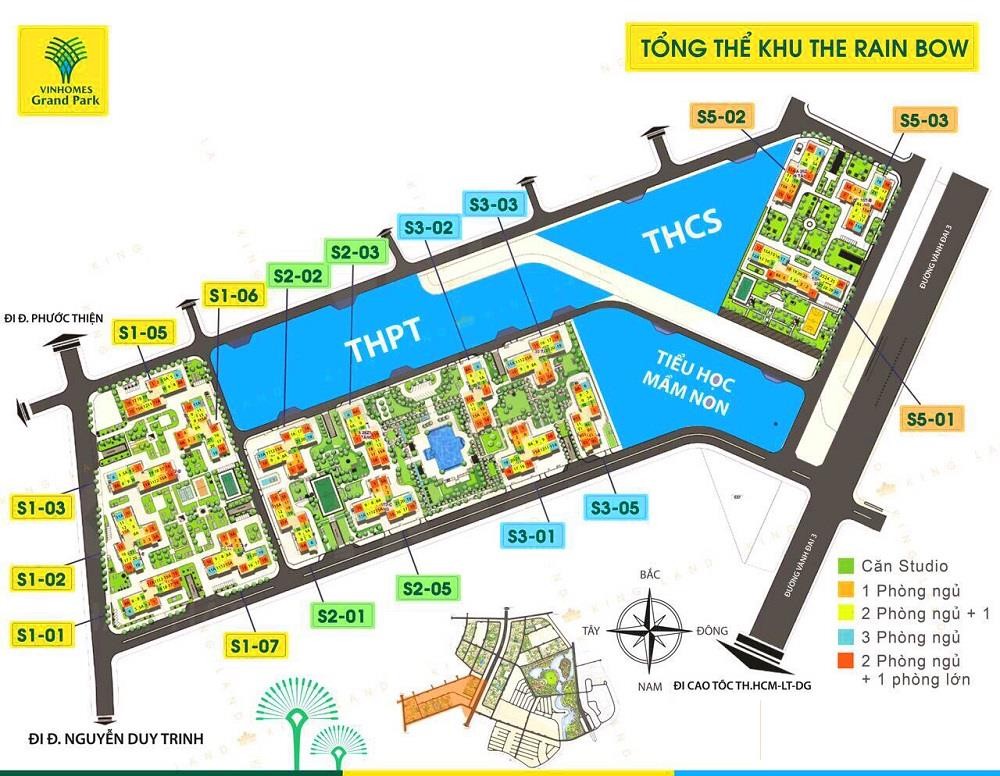 VINHOMES
Grand Park
TỔNG THỂ KHU THE RAIN BOW
S5-02
S5-03
S3-03
S3-02
S2-03
S2-02
S1-06
S1-05
THCS
THPT
TIỂU HỌC
MẦM NON
ĐƯỜNG VÀNH ĐAI 3
ĐI Đ. PHƯỚC THIỆN
S5-01
S1-03
S1-02
S1-01
S1-07
S2-01
S2-05
S3-01
S3-05
ĐƯỜNG VÀNH ĐAI 3
Căn Studio
1 Phòng ngủ
2 Phòng ngủ + 1
3 Phòng ngủ
2 Phòng ngủ
+ 1 phòng lớn
BẮC
TÂY
ĐÔNG
NAM
ĐI CAO TỐC TH.HCM-LT-DG
ĐI Đ. NGUYỄN DUY TRINH